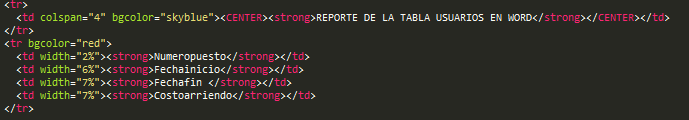 <tr>
<td colspan="4" bgcolor="skyblue"><CENTER><strong>REPORTE DE LA TABLA USUARIOS EN WORD</strong></CENTER></td>
</tr>
<tr bgcolor="red">
<td width="2%"><strong>Numeropuesto</strong></td>
<td width="6%"><strong>Fechainicio</strong></td>
<td width="7%"><strong>Fechafin </strong></td>
<td width="7%"><strong>Costoarriendo</strong></td>
</tr>